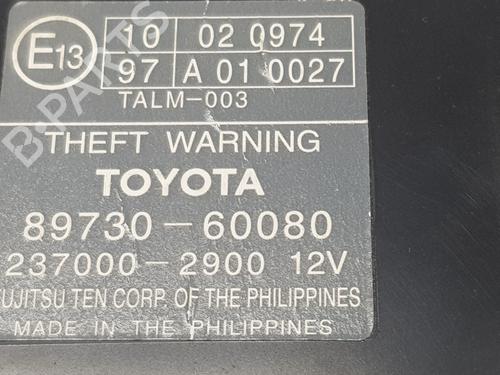 E13
10 02 0974
97 A 01 0027
TALM-003
THEFT WARNING
TOYOTA
89730-60080
237000-2900 12V
UJITSU TEN CORP. OF THE PHILIPPINES
MADE IN THE PHILIPPINES
B-PARTS